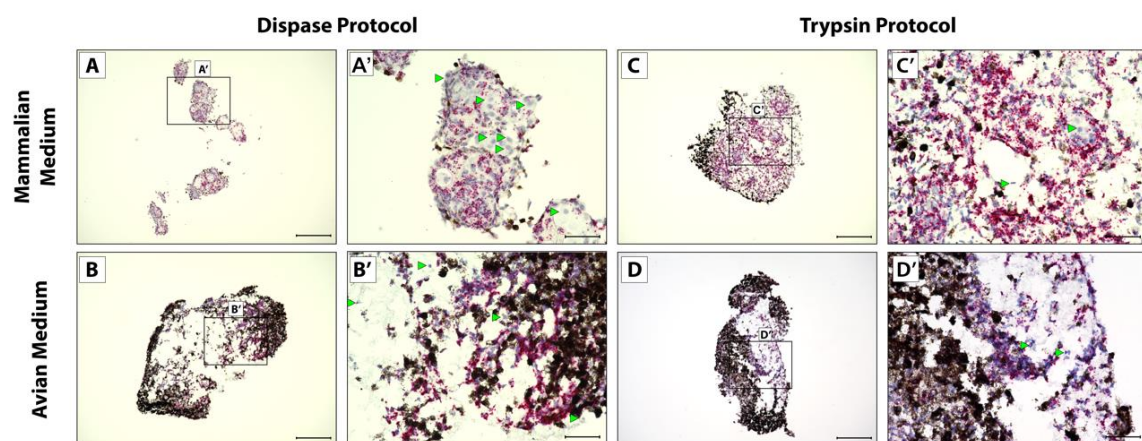 Dispase Protocol
Trypsin Protocol
Mammalian
Medium
A
A'
A'
C
C'
C'
Avian Medium
B
B'
B'
D
D'
D'